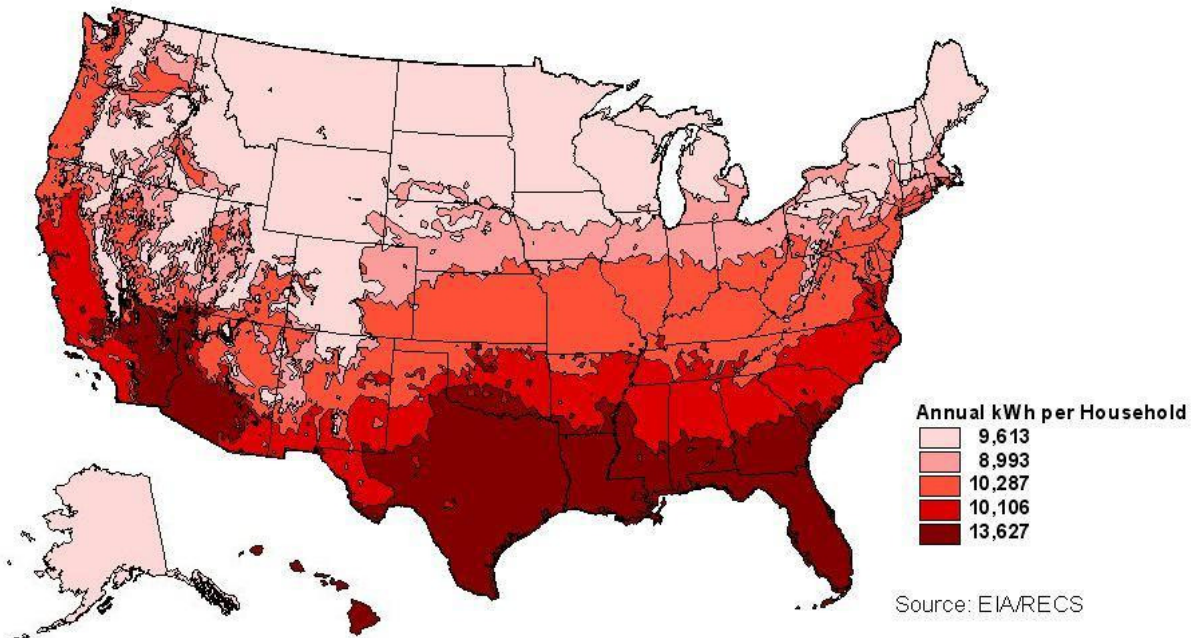 Annual kWh per Household
9,613
8,993
10,287
10,106
13,627
Source: EIA/RECS